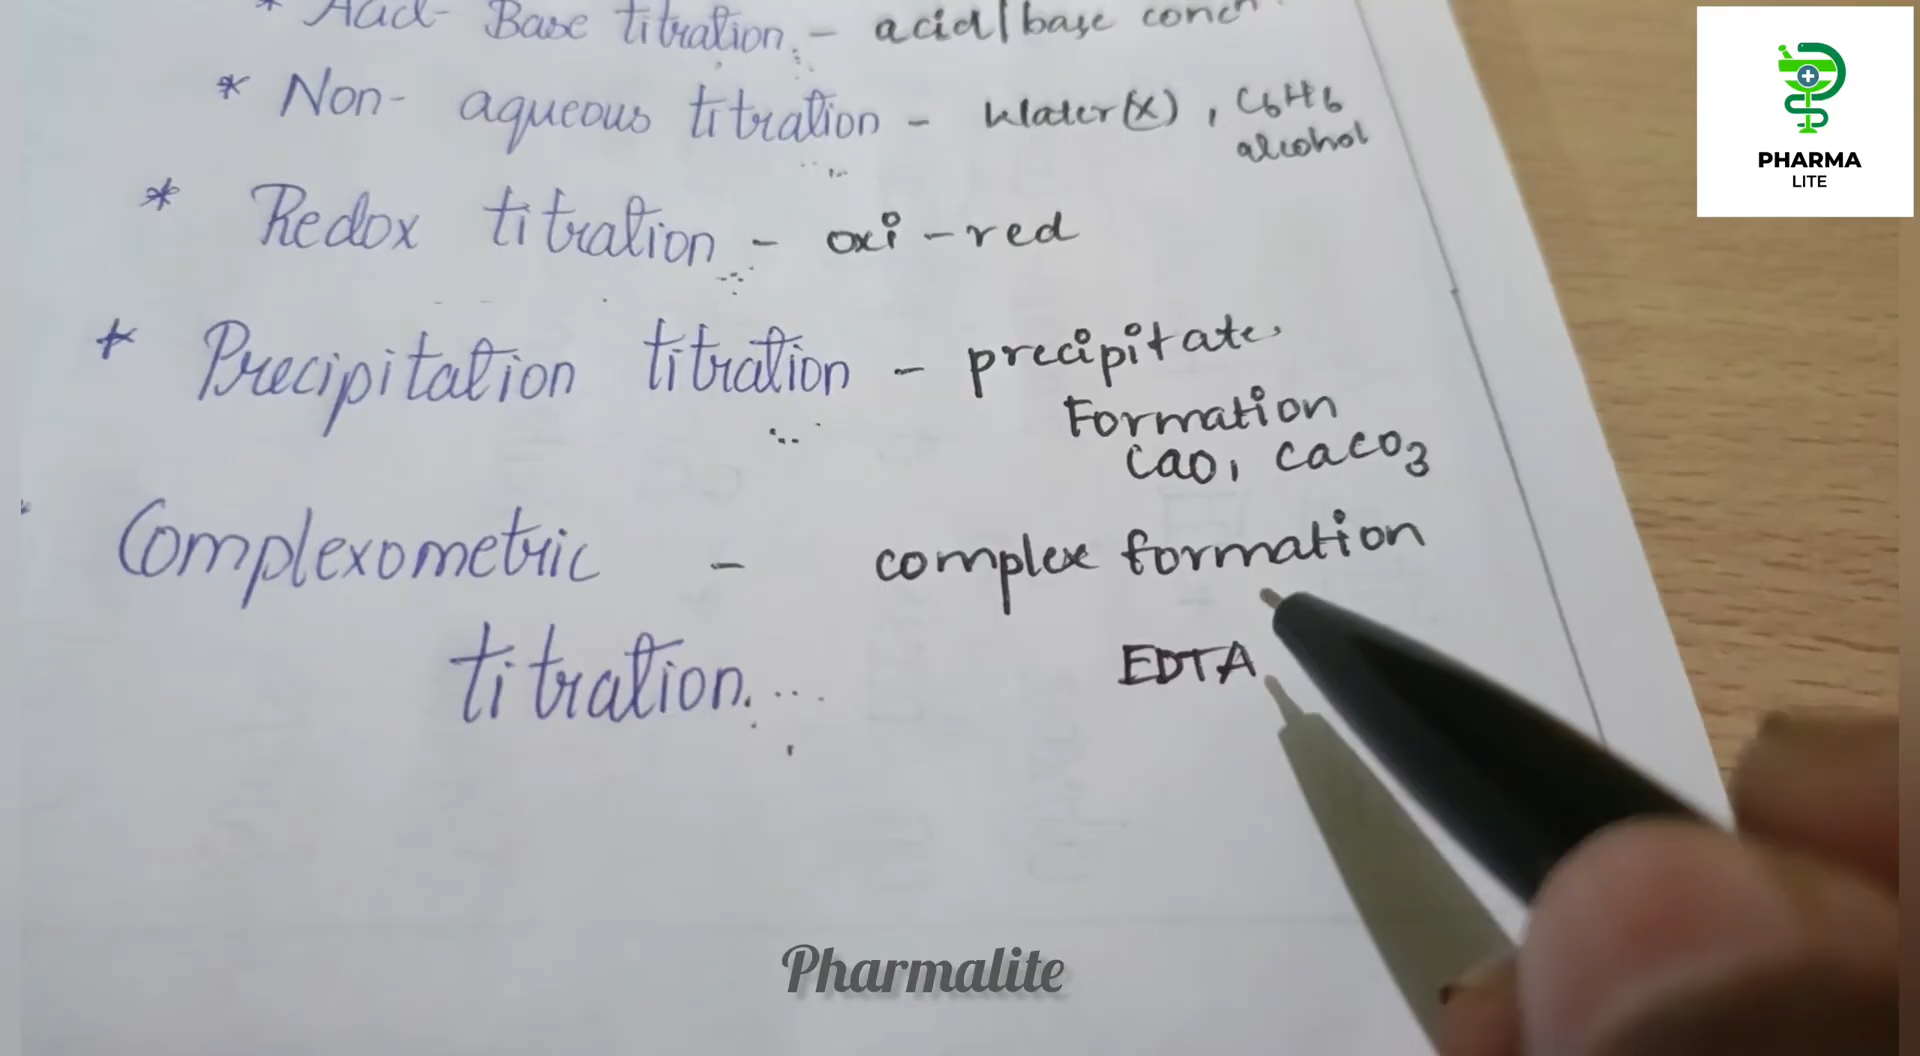 * Acid- Base titration. - acid/base concn
* Non- aqueous titration - Water(x), C6H6
alcohol
* Redox titration - oxi-red
* Precipitation titration - precipitate
Formation
CaO, CaCO3
* Complexometric - complex formation
titration. EDTA
PHARMA
LITE
Pharmalite